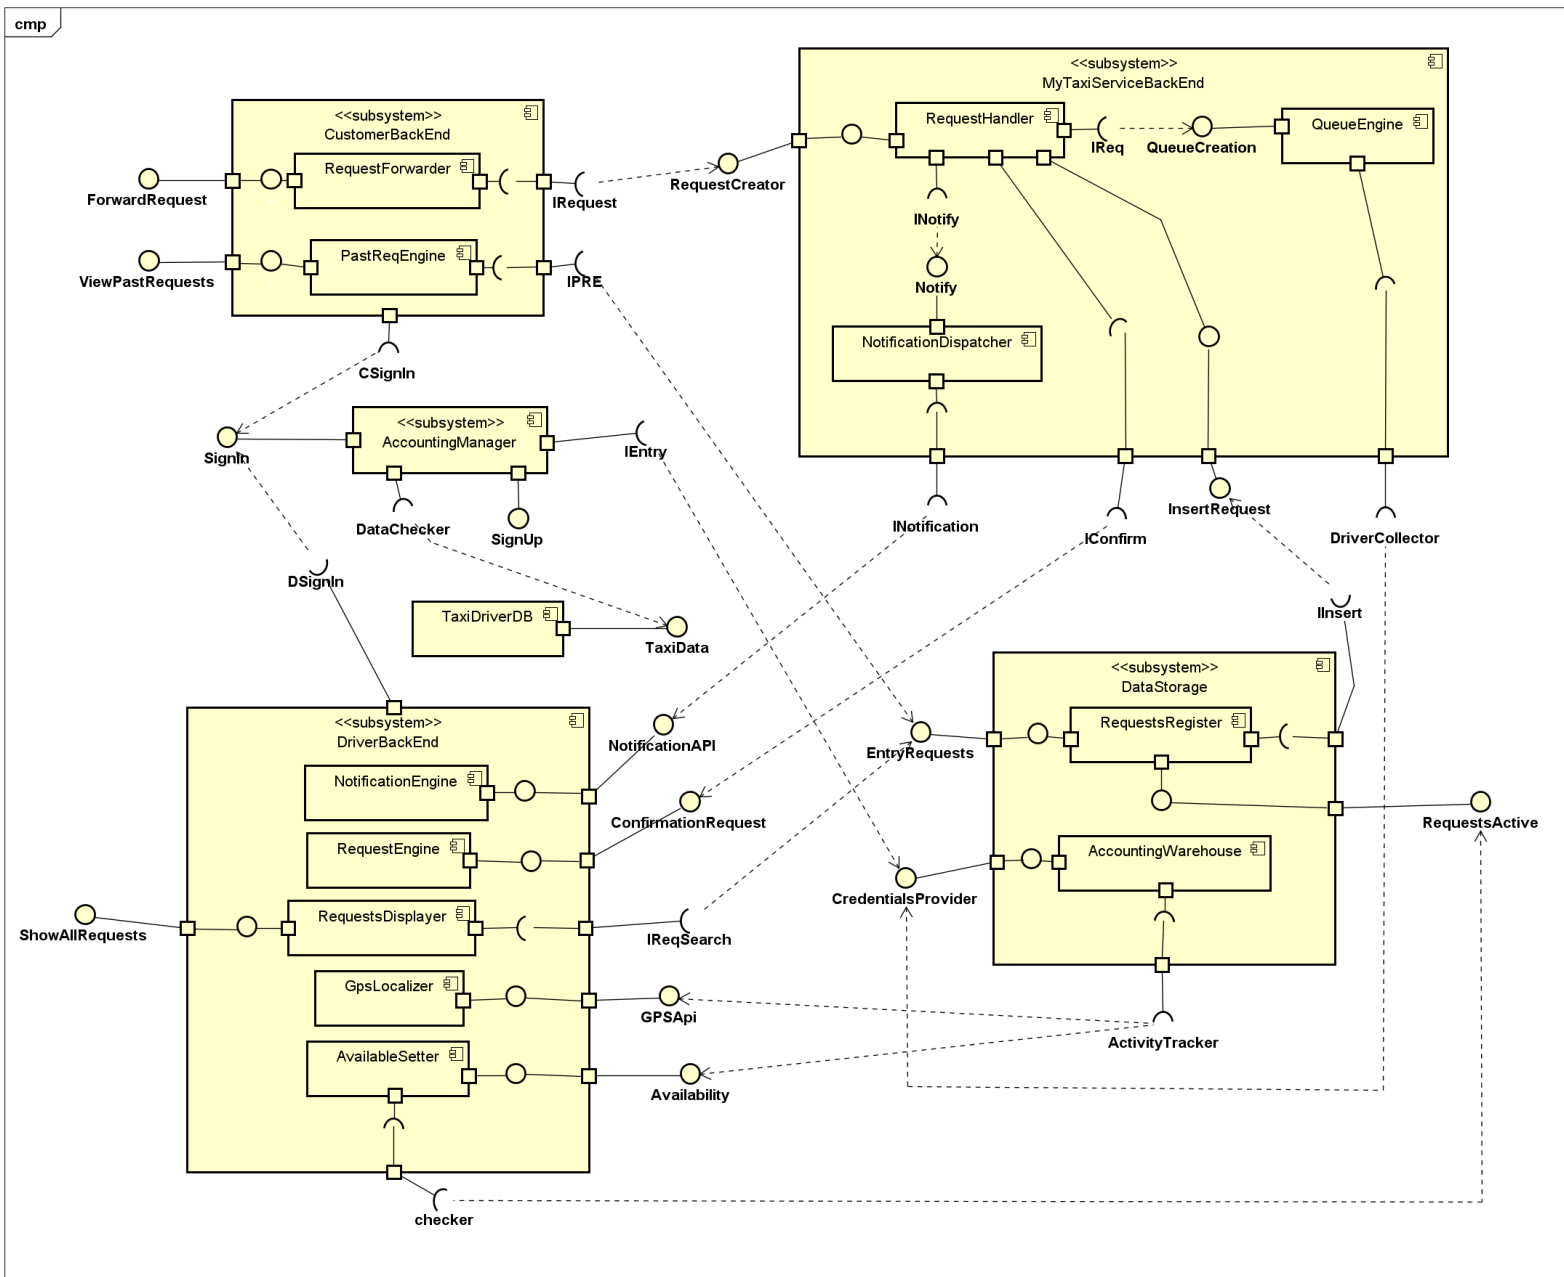 cmp
<<subsystem>>
MyTaxiServiceBackEnd
RequestHandler
IReq
QueueCreation
QueueEngine
INotify
Notify
NotificationDispatcher
<<subsystem>>
CustomerBackEnd
RequestForwarder
ForwardRequest
IRequest
RequestCreator
PastReqEngine
ViewPastRequests
IPRE
CSignIn
<<subsystem>>
AccountingManager
SignIn
IEntry
DataChecker
SignUp
INotification
IConfirm
InsertRequest
DriverCollector
DSignIn
TaxiDriverDB
TaxiData
IInsert
<<subsystem>>
DriverBackEnd
NotificationEngine
NotificationAPI
RequestEngine
ConfirmationRequest
RequestsDisplayer
ShowAllRequests
IReqSearch
GpsLocalizer
GPSApi
AvailableSetter
Availability
checker
<<subsystem>>
DataStorage
RequestsRegister
EntryRequests
RequestsActive
AccountingWarehouse
CredentialsProvider
ActivityTracker